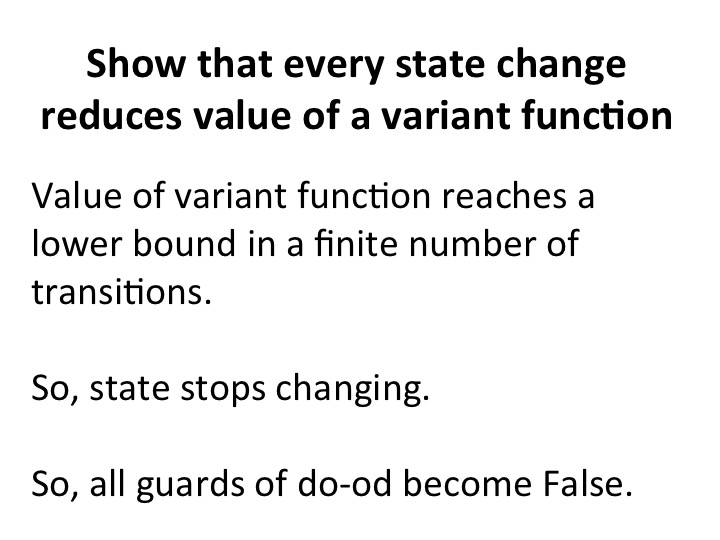 Show that every state change
reduces value of a variant function
Value of variant function reaches a
lower bound in a finite number of
transitions.
So, state stops changing.
So, all guards of do-od become False.